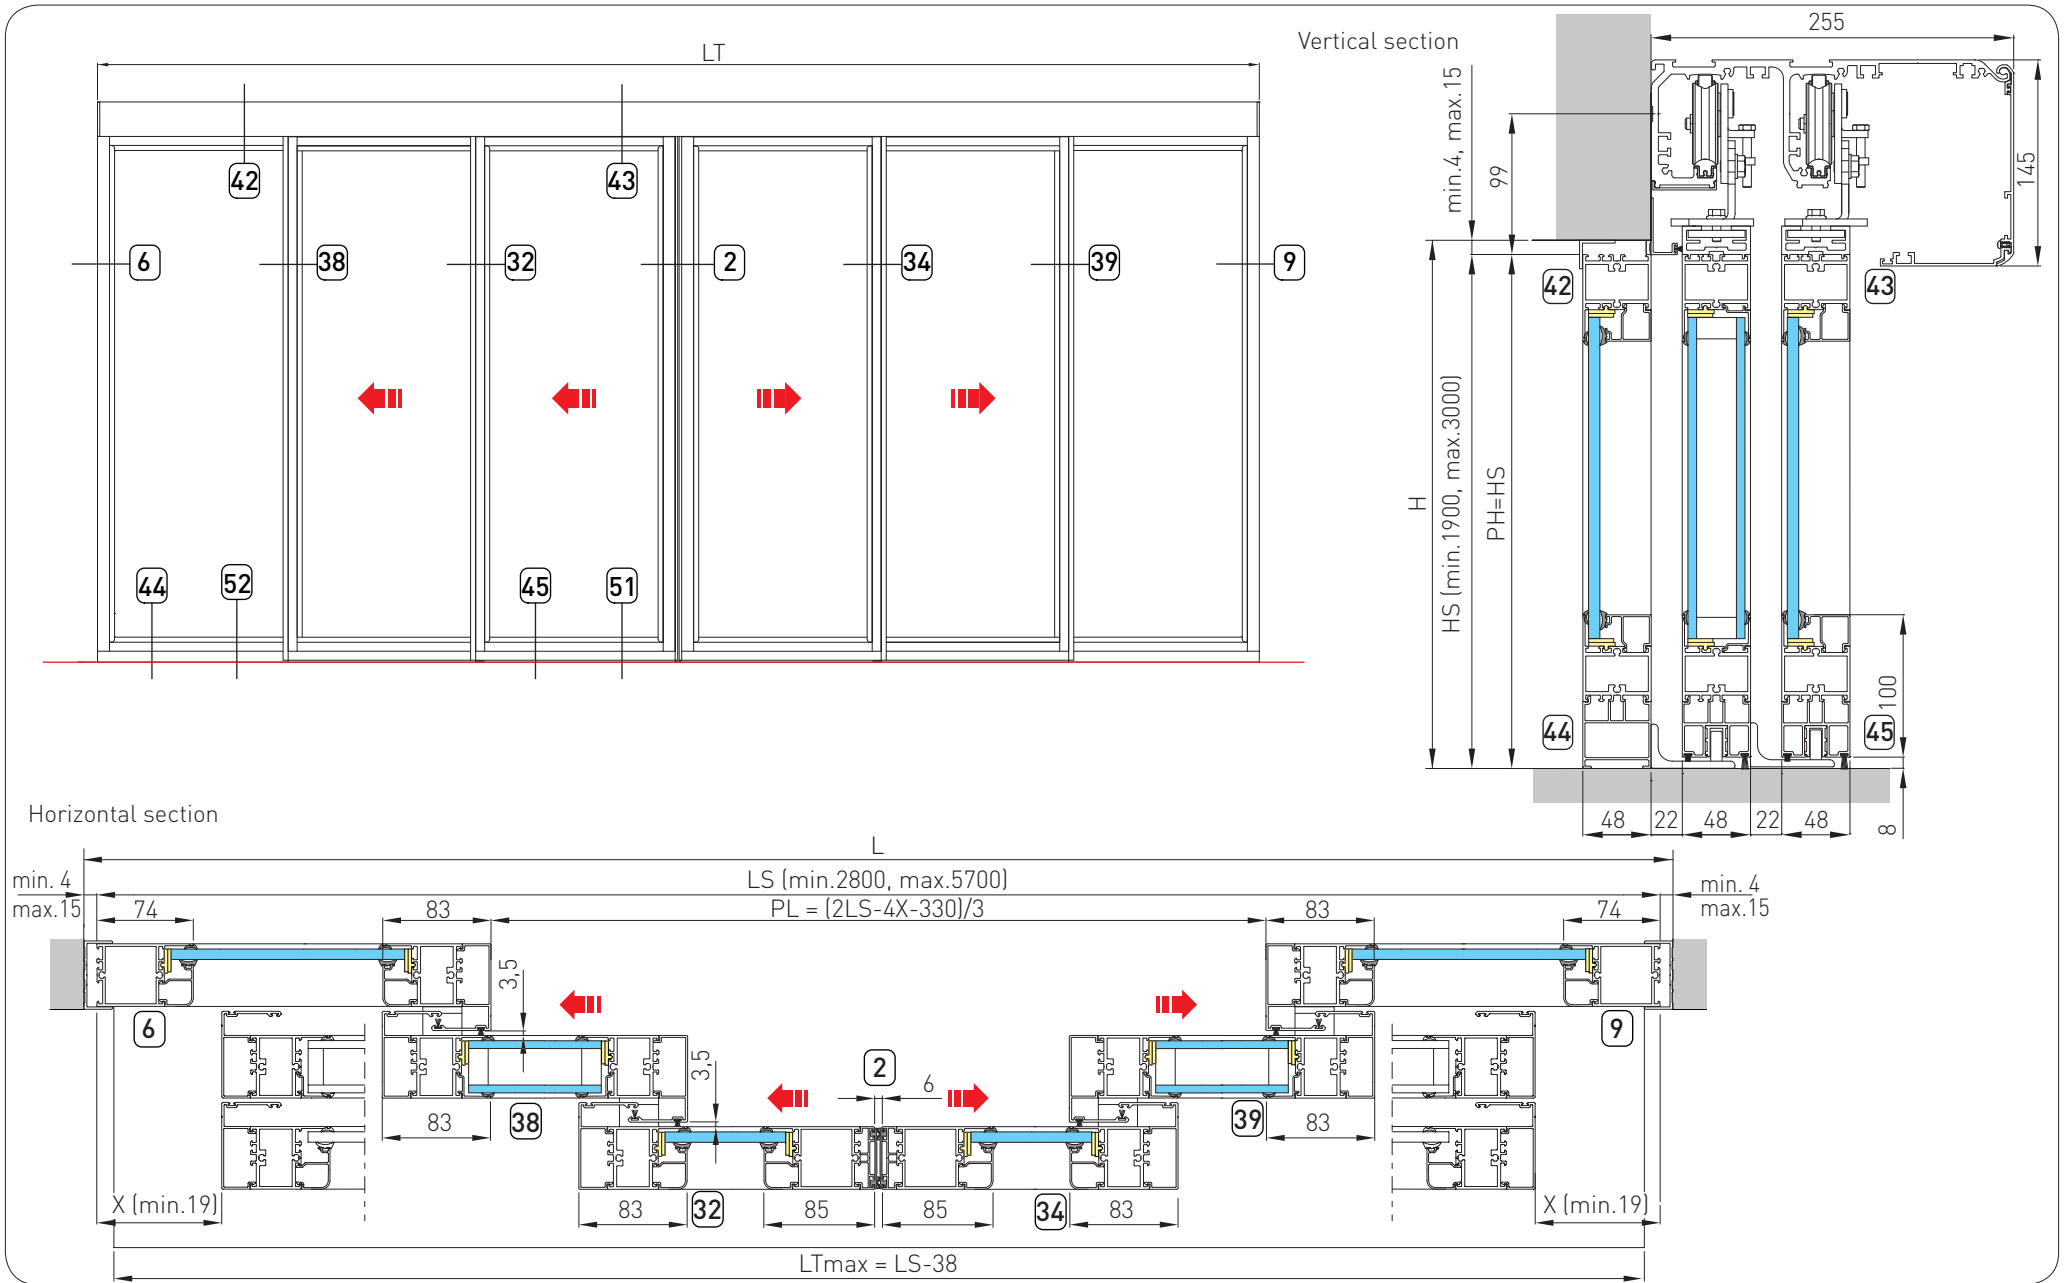 LT
42
43
6
38
32
2
34
39
9
44
52
45
51
Vertical section
255
min.4, max.15
99
145
42
43
H
HS (min.1900, max.3000)
PH=HS
100
44
45
48
22
48
22
48
8
Horizontal section
L
min. 4
max.15
LS (min.2800, max.5700)
min. 4
max.15
74
83
PL = (2LS-4X-330)/3
83
74
3,5
6
9
3,5
2
6
83
38
39
83
X (min.19)
83
32
85
85
34
83
X (min.19)
LTmax = LS-38